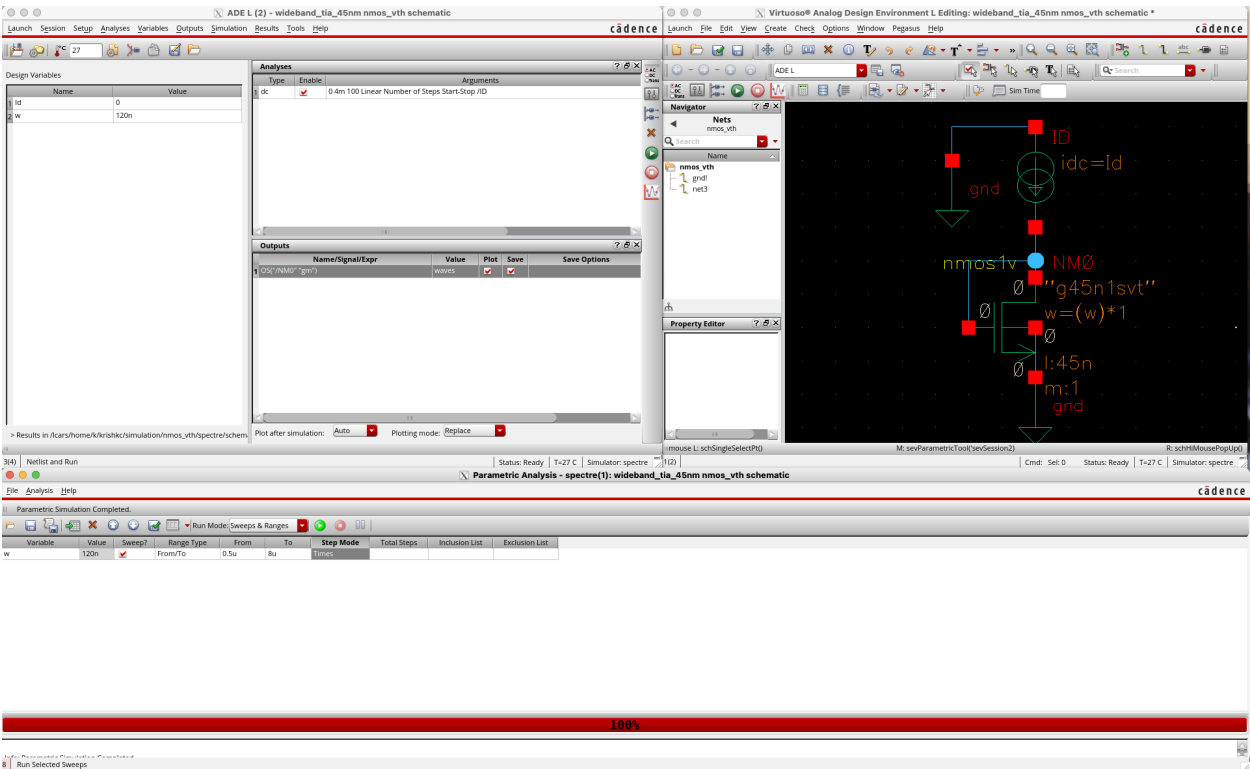 ADE L (2) - wideband_tia_45nm nmos_vth schematic
Launch Session Setup Analyses Variables Outputs Simulation Results Tools Help
cādence
27
Design Variables
Name Value
1 Id 0
2 w 120n
> Results in /lcars/home/k/krishkc/simulation/nmos_vth/spectre/schem
Analyses
Type Enable Arguments
1 dc 0 4m 100 Linear Number of Steps Start-Stop /ID
Outputs
Name/Signal/Expr Value Plot Save Save Options
1 OS("/NM0" "gm") waves
Plot after simulation: Auto Plotting mode: Replace
AC
DC
Trans
3(4) Netlist and Run
Status: Ready T=27 C Simulator: spectre
Virtuoso® Analog Design Environment L Editing: wideband_tia_45nm nmos_vth schematic *
Launch File Edit View Create Check Options Window Pegasus Help
cādence
ADE L
Search
Sim Time
Navigator
Nets
nmos_vth
Search
Name
nmos_vth
gnd!
net3
Property Editor
ID
idc=Id
gnd
nmos1v NM0
0 "g45n1svt"
0 w=(w)*1
0
0 l:45n
m:1
gnd
mouse L: schSingleSelectPt() M: sevParametricTool('sevSession2) R: schHiMousePopUp()
1(2) Cmd: Sel: 0 Status: Ready T=27 C Simulator: spectre
Parametric Analysis - spectre(1): wideband_tia_45nm nmos_vth schematic
File Analysis Help
cādence
Parametric Simulation Completed.
Run Mode: Sweeps & Ranges
Variable Value Sweep? Range Type From To Step Mode Total Steps Inclusion List Exclusion List
w 120n From/To 0.5u 8u Times
100%
8 Run Selected Sweeps